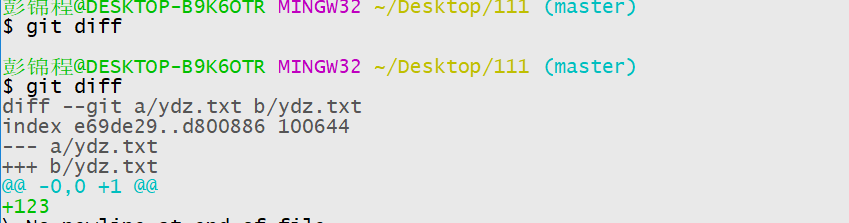 彭锦程@DESKTOP-B9K6OTR MINGW32 ~/Desktop/111 (master)
$ git diff
彭锦程@DESKTOP-B9K6OTR MINGW32 ~/Desktop/111 (master)
$ git diff
diff --git a/ydz.txt b/ydz.txt
index e69de29..d800886 100644
--- a/ydz.txt
+++ b/ydz.txt
@@ -0,0 +1 @@
+123
\ No newline at end of file